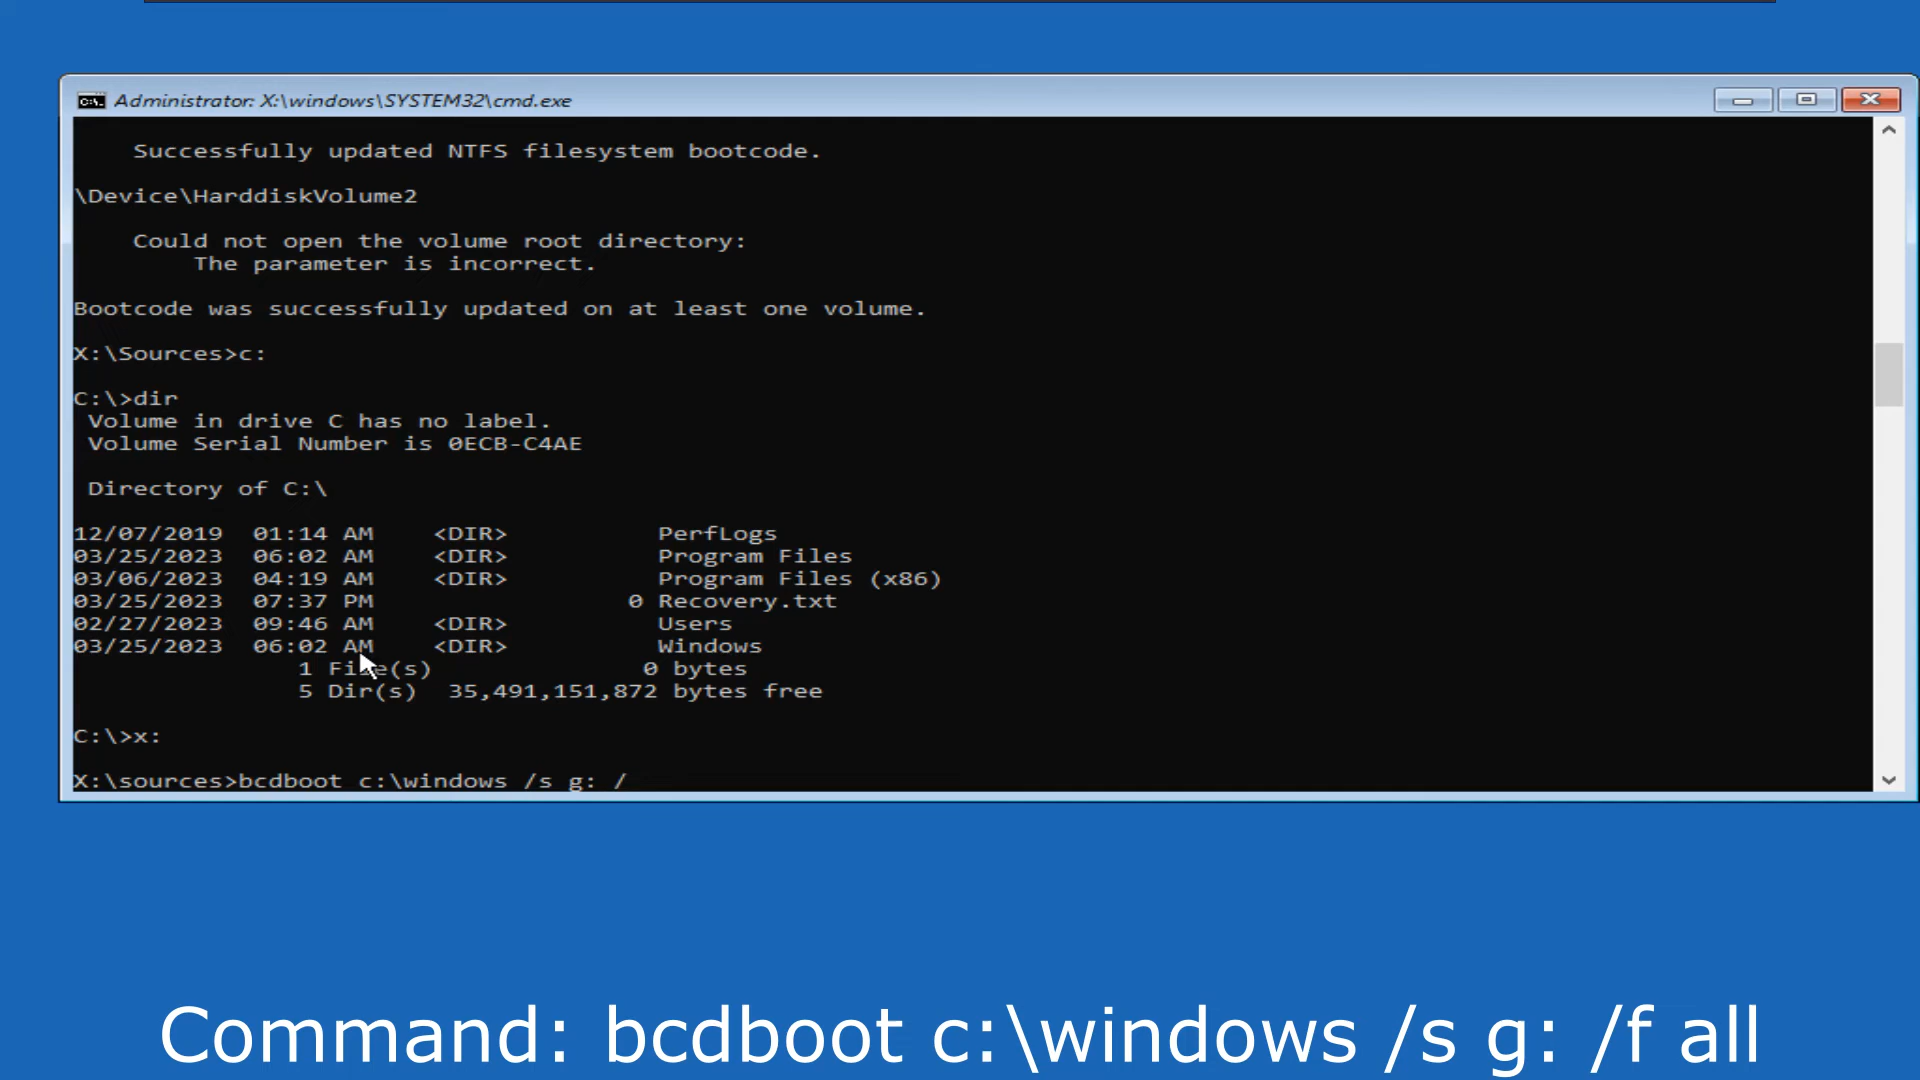 Administrator: X:\windows\SYSTEM32\cmd.exe
Successfully updated NTFS filesystem bootcode.
\Device\HarddiskVolume2
Could not open the volume root directory:
The parameter is incorrect.
Bootcode was successfully updated on at least one volume.
X:\Sources>c:
C:\>dir
Volume in drive C has no label.
Volume Serial Number is 0ECB-C4AE
Directory of C:\
12/07/2019 01:14 AM <DIR> PerfLogs
03/25/2023 06:02 AM <DIR> Program Files
03/06/2023 04:19 AM <DIR> Program Files (x86)
03/25/2023 07:37 PM 0 Recovery.txt
02/27/2023 09:46 AM <DIR> Users
03/25/2023 06:02 AM <DIR> Windows
1 File(s) 0 bytes
5 Dir(s) 35,491,151,872 bytes free
C:\>x:
X:\sources>bcdboot c:\windows /s g: /
Command: bcdboot c:\windows /s g: /f all